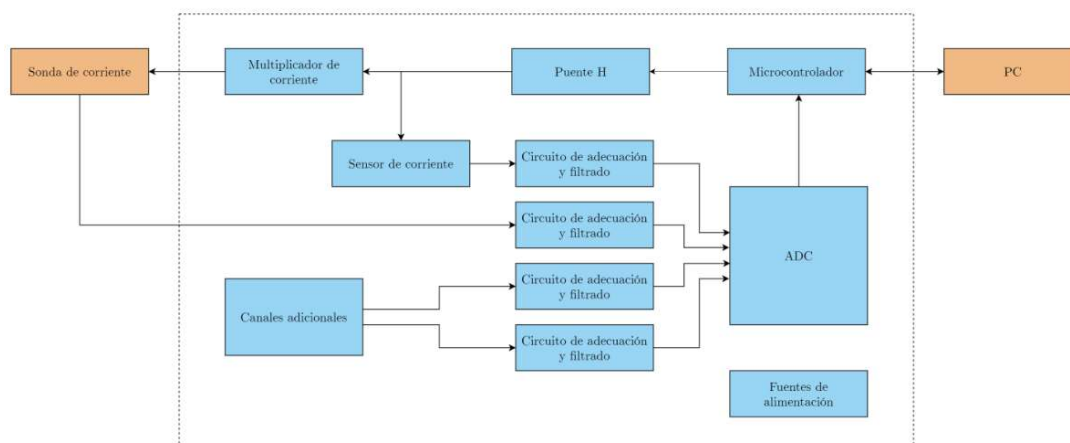 Sonda de corriente
Multiplicador de
corriente
Puente H
Microcontrolador
PC
Sensor de corriente
Circuito de adecuación
y filtrado
Circuito de adecuación
y filtrado
ADC
Canales adicionales
Circuito de adecuación
y filtrado
Circuito de adecuación
y filtrado
Fuentes de
alimentación